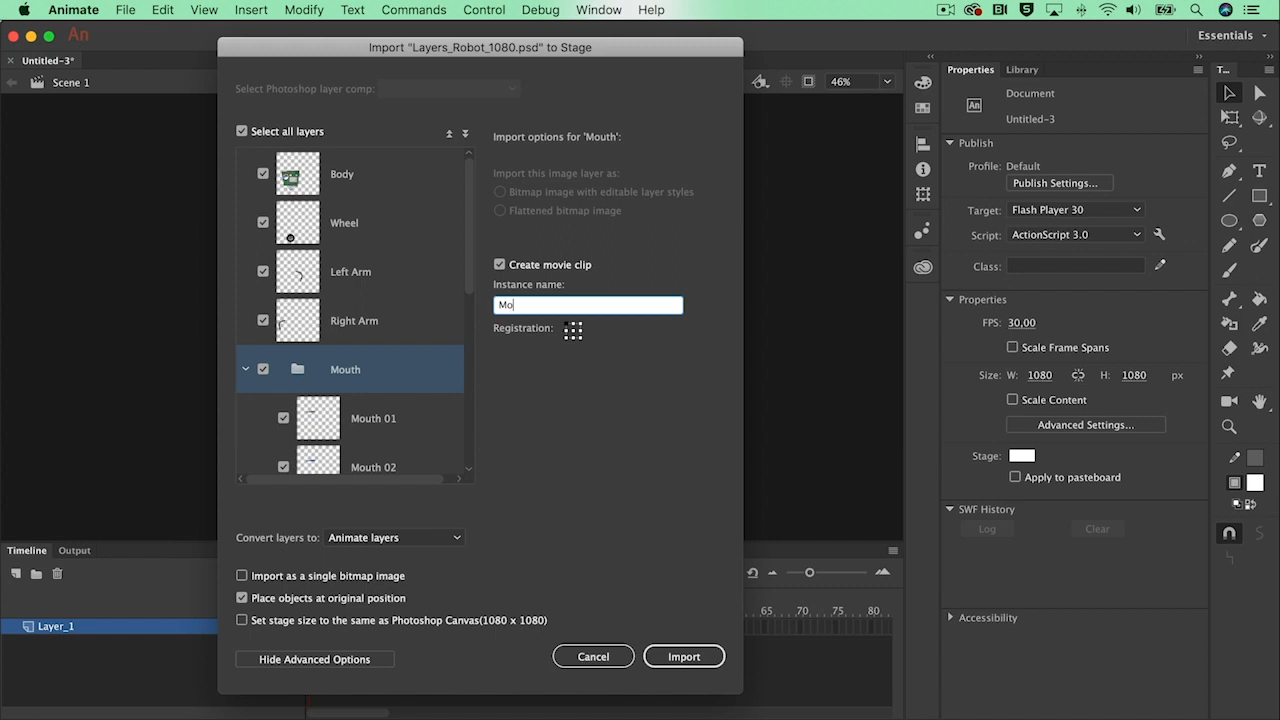 Animate File Edit View Insert Modify Text Commands Control Debug Window Help
An Essentials
Import "Layers_Robot_1080.psd" to Stage
Untitled-3*
Scene 1
46%
Select Photoshop layer comp:
Select all layers
Body
Wheel
Left Arm
Right Arm
Mouth
Mouth 01
Mouth 02
Import options for 'Mouth':
Import this image layer as:
Bitmap image with editable layer styles
Flattened bitmap image
Create movie clip
Instance name:
Mo
Registration:
Convert layers to: Animate layers
Import as a single bitmap image
Place objects at original position
Set stage size to the same as Photoshop Canvas(1080 x 1080)
Hide Advanced Options Cancel Import
Timeline Output
Layer_1
65 70 75 80
Properties Library
An Document
Untitled-3
Publish
Profile: Default
Publish Settings...
Target: Flash Player 30
Script: ActionScript 3.0
Class:
Properties
FPS: 30,00
Scale Frame Spans
Size: W: 1080 H: 1080 px
Scale Content
Advanced Settings...
Stage:
Apply to pasteboard
SWF History
Log Clear
Accessibility
T...